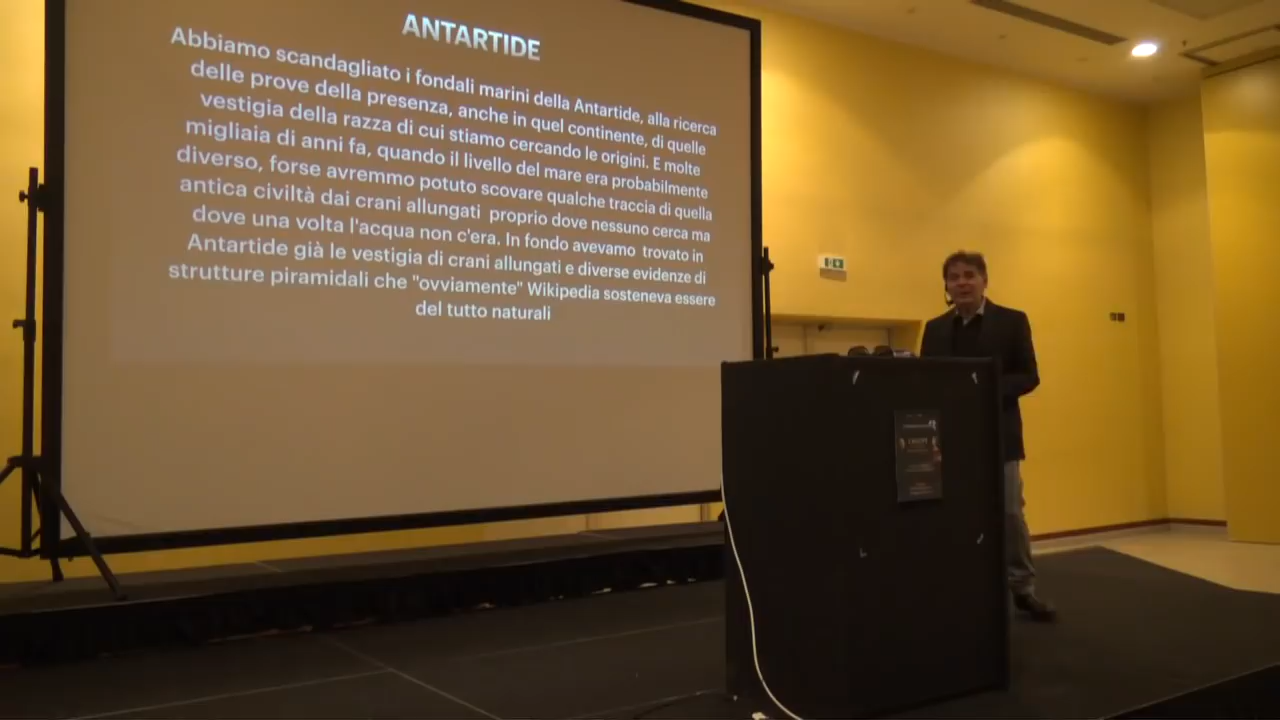 ANTARTIDE
Abbiamo scandagliato i fondali marini della Antartide, alla ricerca
delle prove della presenza, anche in quel continente, di quelle
vestigia della razza di cui stiamo cercando le origini. E molte
migliaia di anni fa, quando il livello del mare era probabilmente
diverso, forse avremmo potuto scovare qualche traccia di quella
antica civiltà dai crani allungati proprio dove nessuno cerca ma
dove una volta l'acqua non c'era. In fondo avevamo trovato in
Antartide già le vestigia di crani allungati e diverse evidenze di
strutture piramidali che "ovviamente" Wikipedia sosteneva essere
del tutto naturali